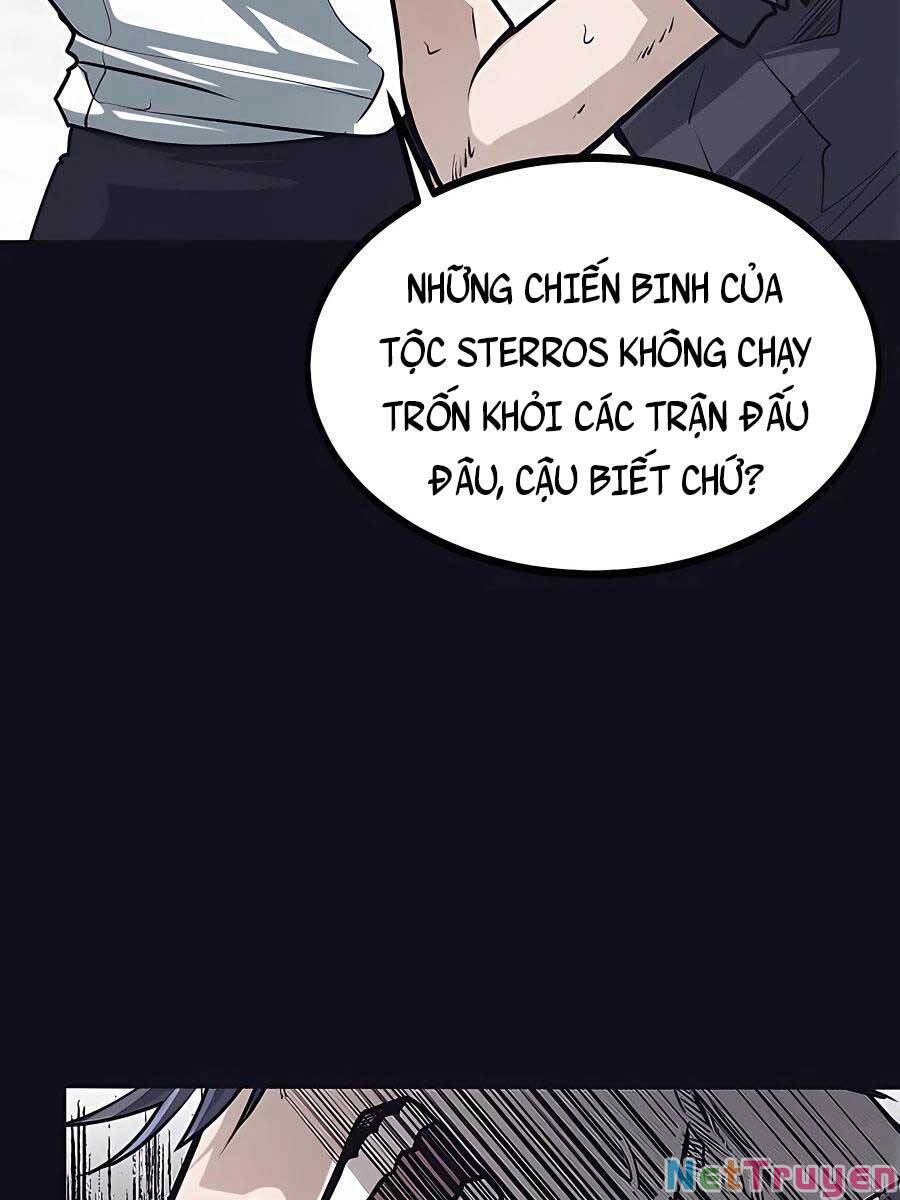 NHỮNG CHIẾN BINH CỦA
TỘC STERROS KHÔNG CHẠY
TRỐN KHỎI CÁC TRẬN ĐẤU
ĐÂU, CẬU BIẾT CHỨ?
NetTruyen